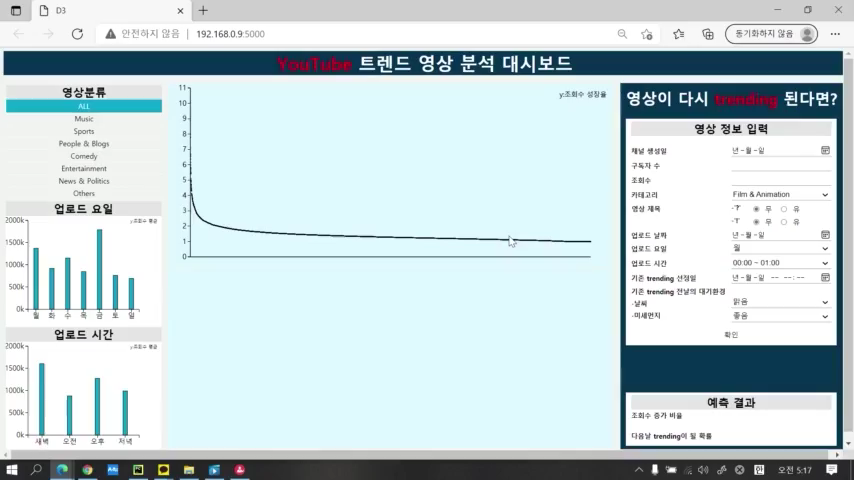 D3
안전하지 않음
192.168.0.9:5000
동기화하지 않음
YouTube 트렌드 영상 분석 대시보드
영상분류
ALL
Music
Sports
People & Blogs
Comedy
Entertainment
News & Politics
Others
업로드 요일
y:조회수 평균
2000k
1500k
1000k
500k
0k
월 화 수 목 금 토 일
업로드 시간
y:조회수 평균
2000k
1500k
1000k
500k
0k
새벽 오전 오후 저녁
y:조회수 성장율
11
10
9
8
7
6
5
4
3
2
1
0
영상이 다시 trending 된다면?
영상 정보 입력
채널 생성일 년-월-일
구독자 수
조회수
카테고리 Film & Animation
영상 제목 -'?' 무 유
무 유
업로드 날짜 년-월-일
업로드 요일 월
업로드 시간 00:00 ~ 01:00
기존 trending 선정일 년-월-일 -- --:--
기존 trending 전날의 대기환경
-날씨 맑음
-미세먼지 좋음
확인
예측 결과
조회수 증가 비율
다음날 trending이 될 확률
오전 5:17